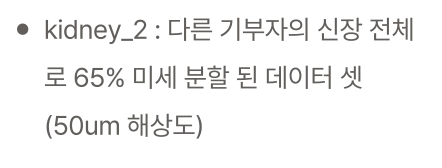 • kidney_2 : 다른 기부자의 신장 전체
로 65% 미세 분할 된 데이터 셋
(50um 해상도)